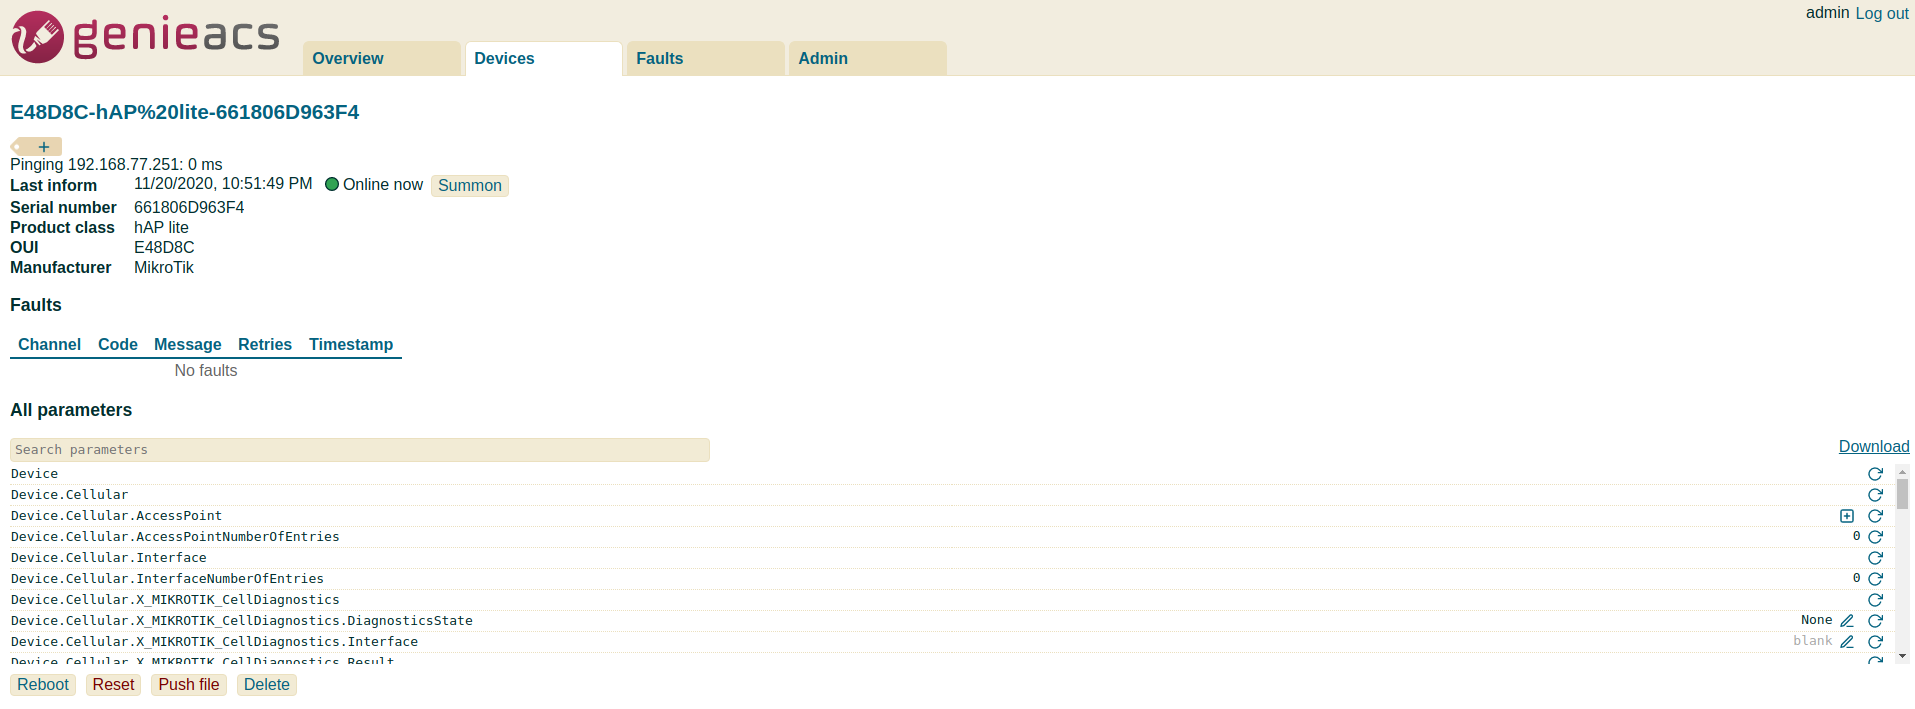 genieacs
admin Log out
Overview Devices Faults Admin
E48D8C-hAP%20lite-661806D963F4
+
Pinging 192.168.77.251: 0 ms
Last inform 11/20/2020, 10:51:49 PM Online now Summon
Serial number 661806D963F4
Product class hAP lite
OUI E48D8C
Manufacturer MikroTik
Faults
Channel Code Message Retries Timestamp
No faults
All parameters
Search parameters Download
Device
Device.Cellular
Device.Cellular.AccessPoint
Device.Cellular.AccessPointNumberOfEntries 0
Device.Cellular.Interface
Device.Cellular.InterfaceNumberOfEntries 0
Device.Cellular.X_MIKROTIK_CellDiagnostics
Device.Cellular.X_MIKROTIK_CellDiagnostics.DiagnosticsState None
Device.Cellular.X_MIKROTIK_CellDiagnostics.Interface blank
Device.Cellular.X_MIKROTIK_CellDiagnostics.Result
Reboot Reset Push file Delete